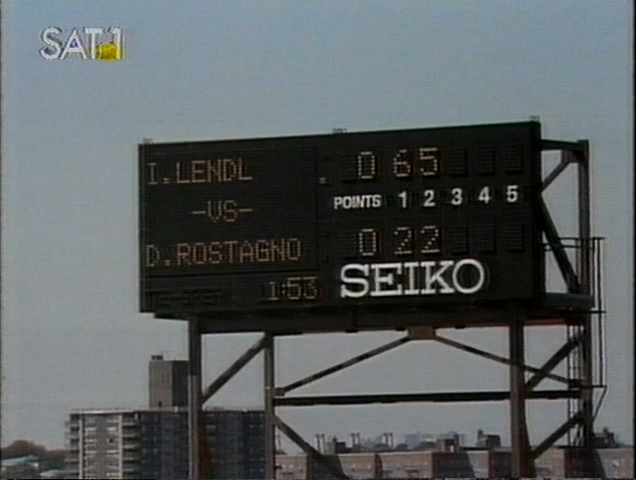 SAT.1
I.LENDL . 0 6 5
POINTS 1 2 3 4 5
-VS-
D.ROSTAGNO 0 2 2
1:53
SEIKO